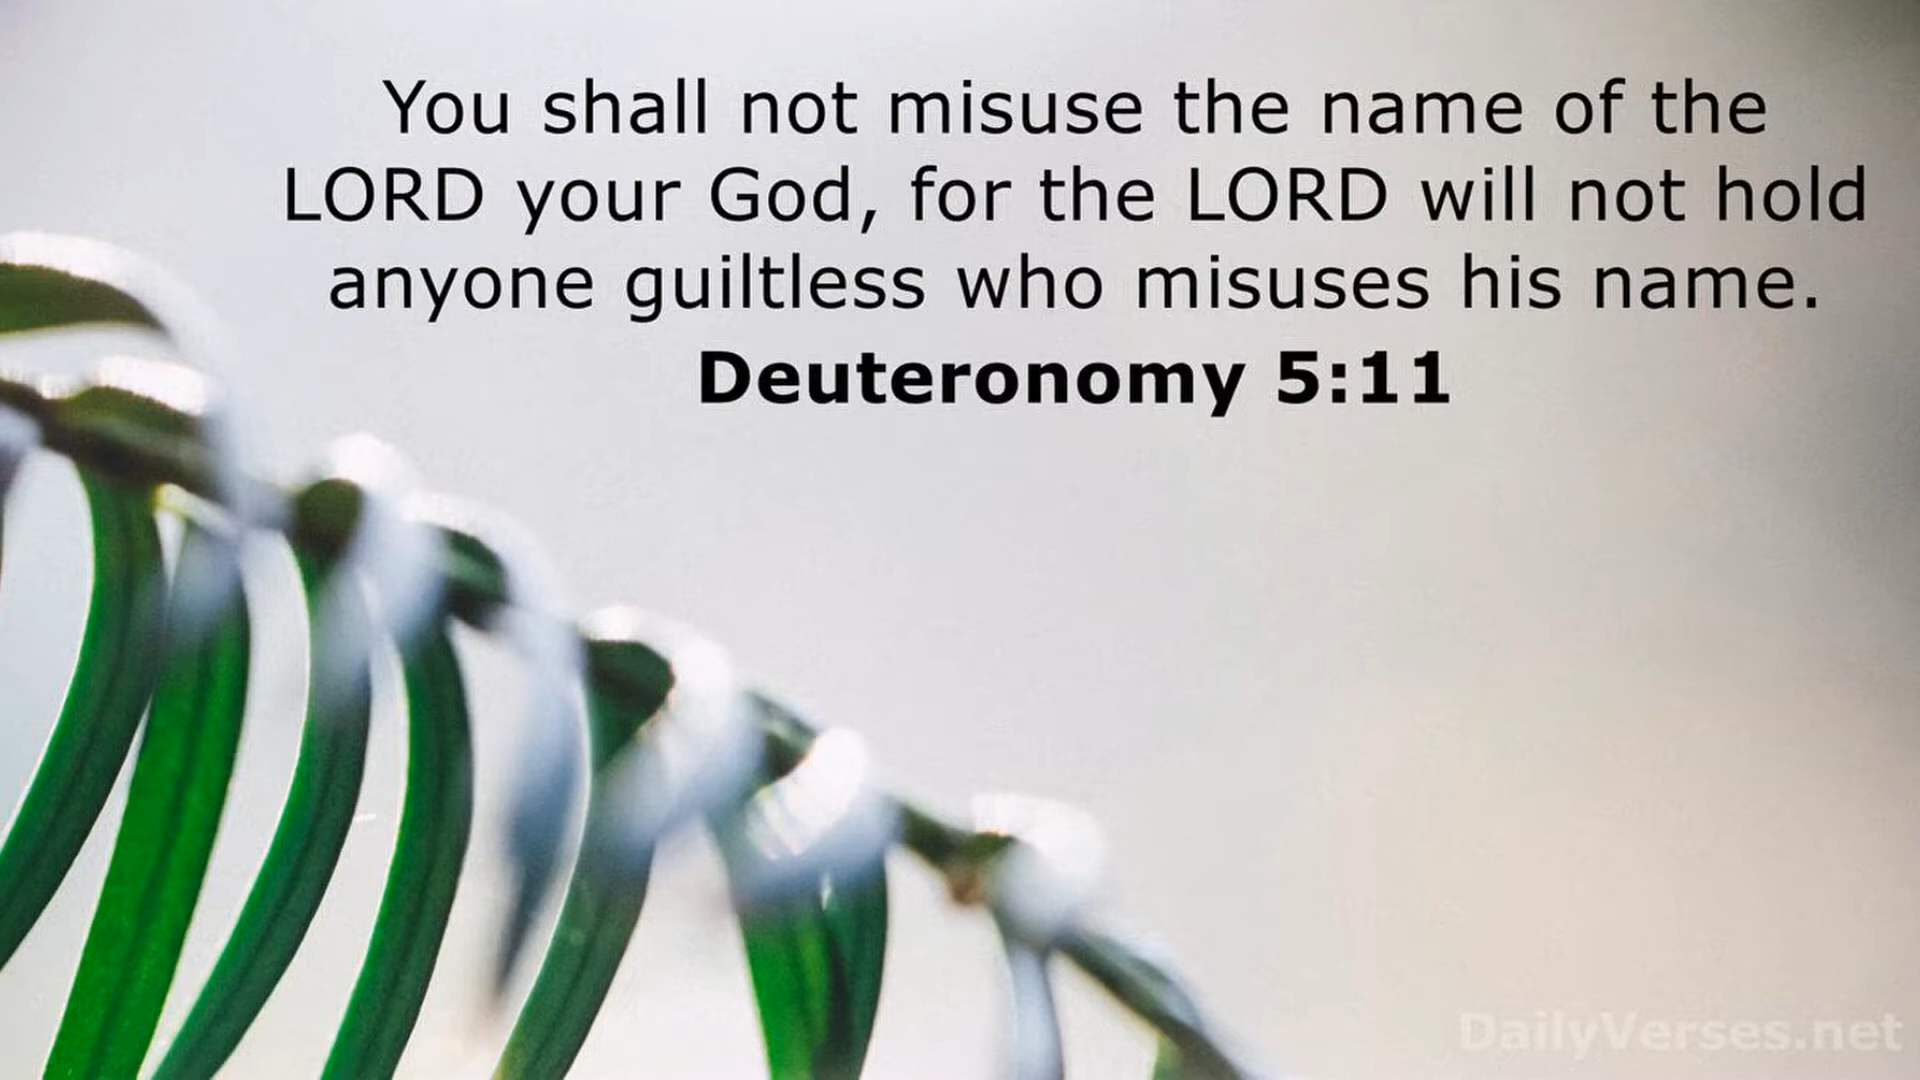 You shall not misuse the name of the
LORD your God, for the LORD will not hold
anyone guiltless who misuses his name.
Deuteronomy 5:11
DailyVerses.net